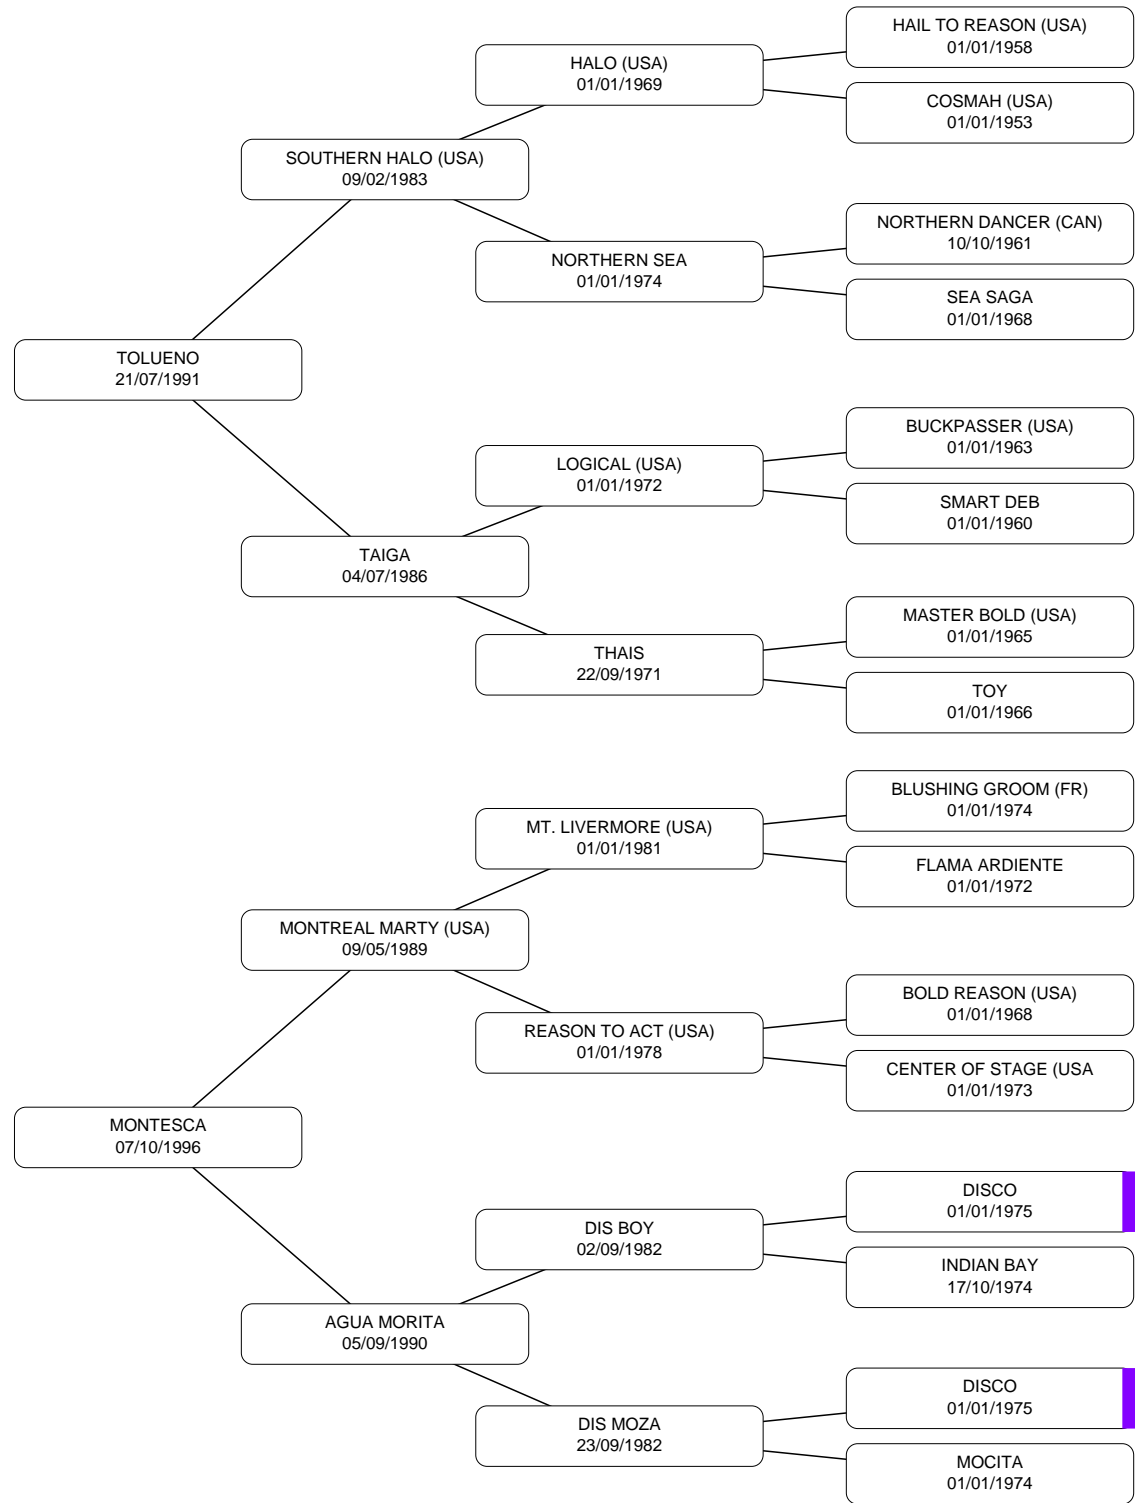 HAIL TO REASON (USA)
01/01/1958
HALO (USA)
01/01/1969
COSMAH (USA)
01/01/1953
SOUTHERN HALO (USA)
09/02/1983
NORTHERN DANCER (CAN)
10/10/1961
NORTHERN SEA
01/01/1974
SEA SAGA
01/01/1968
TOLUENO
21/07/1991
BUCKPASSER (USA)
01/01/1963
LOGICAL (USA)
01/01/1972
SMART DEB
01/01/1960
TAIGA
04/07/1986
MASTER BOLD (USA)
01/01/1965
THAIS
22/09/1971
TOY
01/01/1966
BLUSHING GROOM (FR)
01/01/1974
MT. LIVERMORE (USA)
01/01/1981
FLAMA ARDIENTE
01/01/1972
MONTREAL MARTY (USA)
09/05/1989
BOLD REASON (USA)
01/01/1968
REASON TO ACT (USA)
01/01/1978
CENTER OF STAGE (USA
01/01/1973
MONTESCA
07/10/1996
DISCO
01/01/1975
DIS BOY
02/09/1982
INDIAN BAY
17/10/1974
AGUA MORITA
05/09/1990
DISCO
01/01/1975
DIS MOZA
23/09/1982
MOCITA
01/01/1974